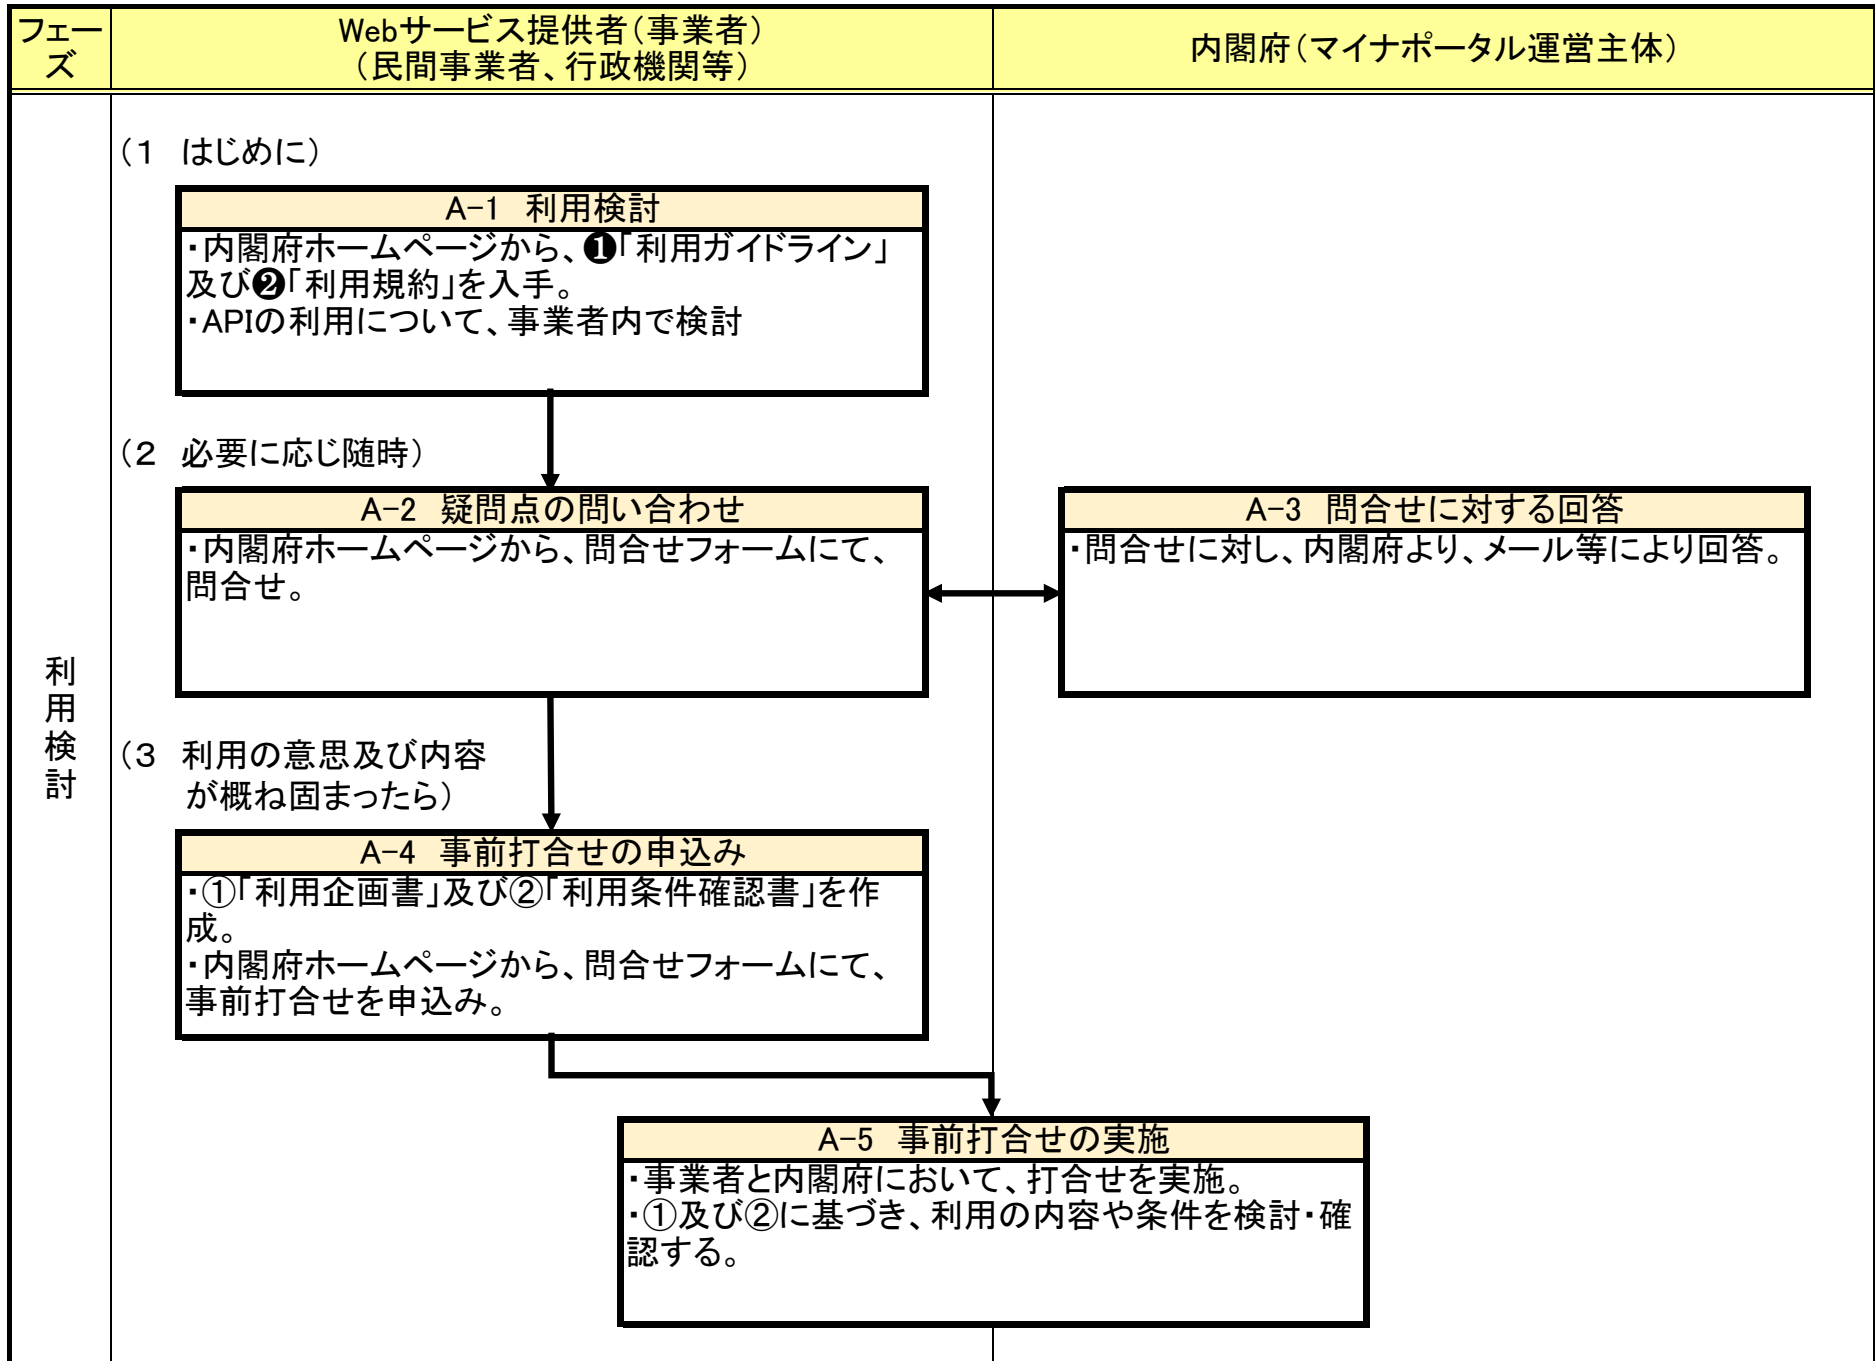 フェー
ズ
Webサービス提供者（事業者）
（民間事業者、行政機関等）
内閣府（マイナポータル運営主体）
利
用
検
討
（１　はじめに）
A-1　利用検討
・内閣府ホームページから、❶「利用ガイドライン」
及び❷「利用規約」を入手。
・APIの利用について、事業者内で検討
（２　必要に応じ随時）
A-2　疑問点の問い合わせ
・内閣府ホームページから、問合せフォームにて、
問合せ。
A-3　問合せに対する回答
・問合せに対し、内閣府より、メール等により回答。
（３　利用の意思及び内容
が概ね固まったら）
A-4　事前打合せの申込み
・①「利用企画書」及び②「利用条件確認書」を作
成。
・内閣府ホームページから、問合せフォームにて、
事前打合せを申込み。
A-5　事前打合せの実施
・事業者と内閣府において、打合せを実施。
・①及び②に基づき、利用の内容や条件を検討・確
認する。